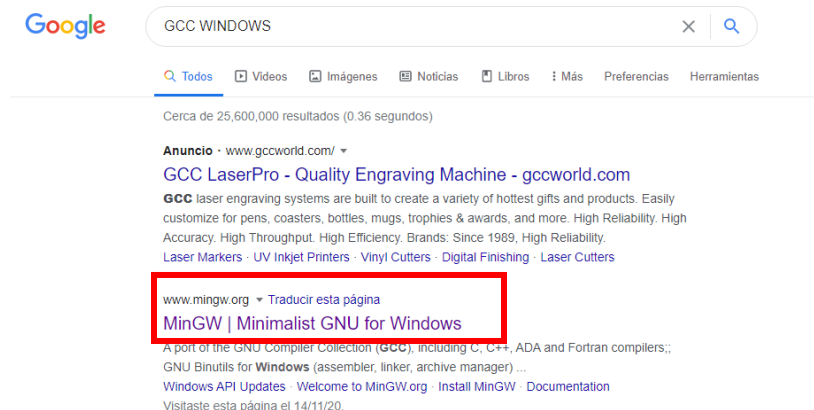 Google
GCC WINDOWS
Todos Videos Imágenes Noticias Libros Más Preferencias Herramientas
Cerca de 25,600,000 resultados (0.36 segundos)
Anuncio · www.gccworld.com/
GCC LaserPro - Quality Engraving Machine - gccworld.com
GCC laser engraving systems are built to create a variety of hottest gifts and products. Easily
customize for pens, coasters, bottles, mugs, trophies & awards, and more. High Reliability. High
Accuracy. High Throughput. High Efficiency. Brands: Since 1989, High Reliability.
Laser Markers · UV Inkjet Printers · Vinyl Cutters · Digital Finishing · Laser Cutters
www.mingw.org Traducir esta página
MinGW | Minimalist GNU for Windows
A port of the GNU Compiler Collection (GCC), including C, C++, ADA and Fortran compilers;;
GNU Binutils for Windows (assembler, linker, archive manager) ...
Windows API Updates · Welcome to MinGW.org · Install MinGW · Documentation
Visitaste esta página el 14/11/20.